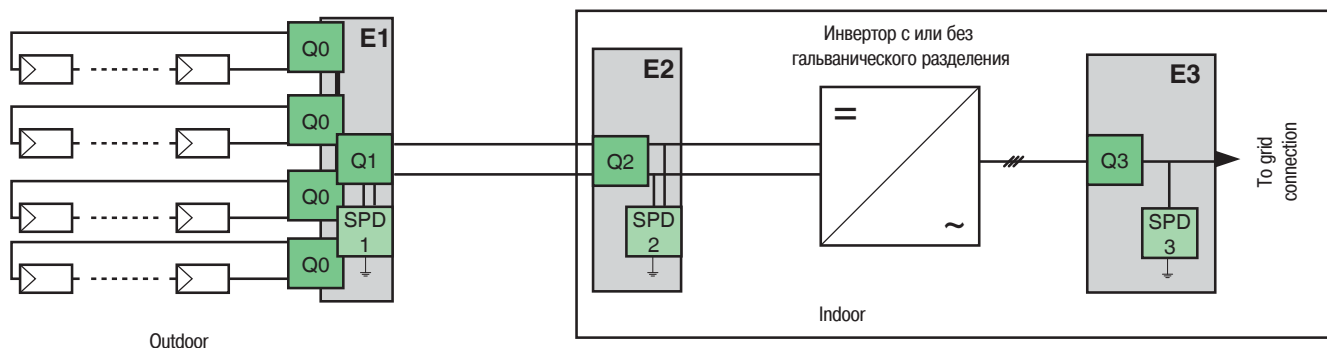 Q0
E1
Q0
Q1
Q0
SPD
1
Q0
Outdoor
Инвертор с или без
гальванического разделения
E2
Q2
SPD
2
=
~
E3
Q3
SPD
3
To grid
connection
Indoor